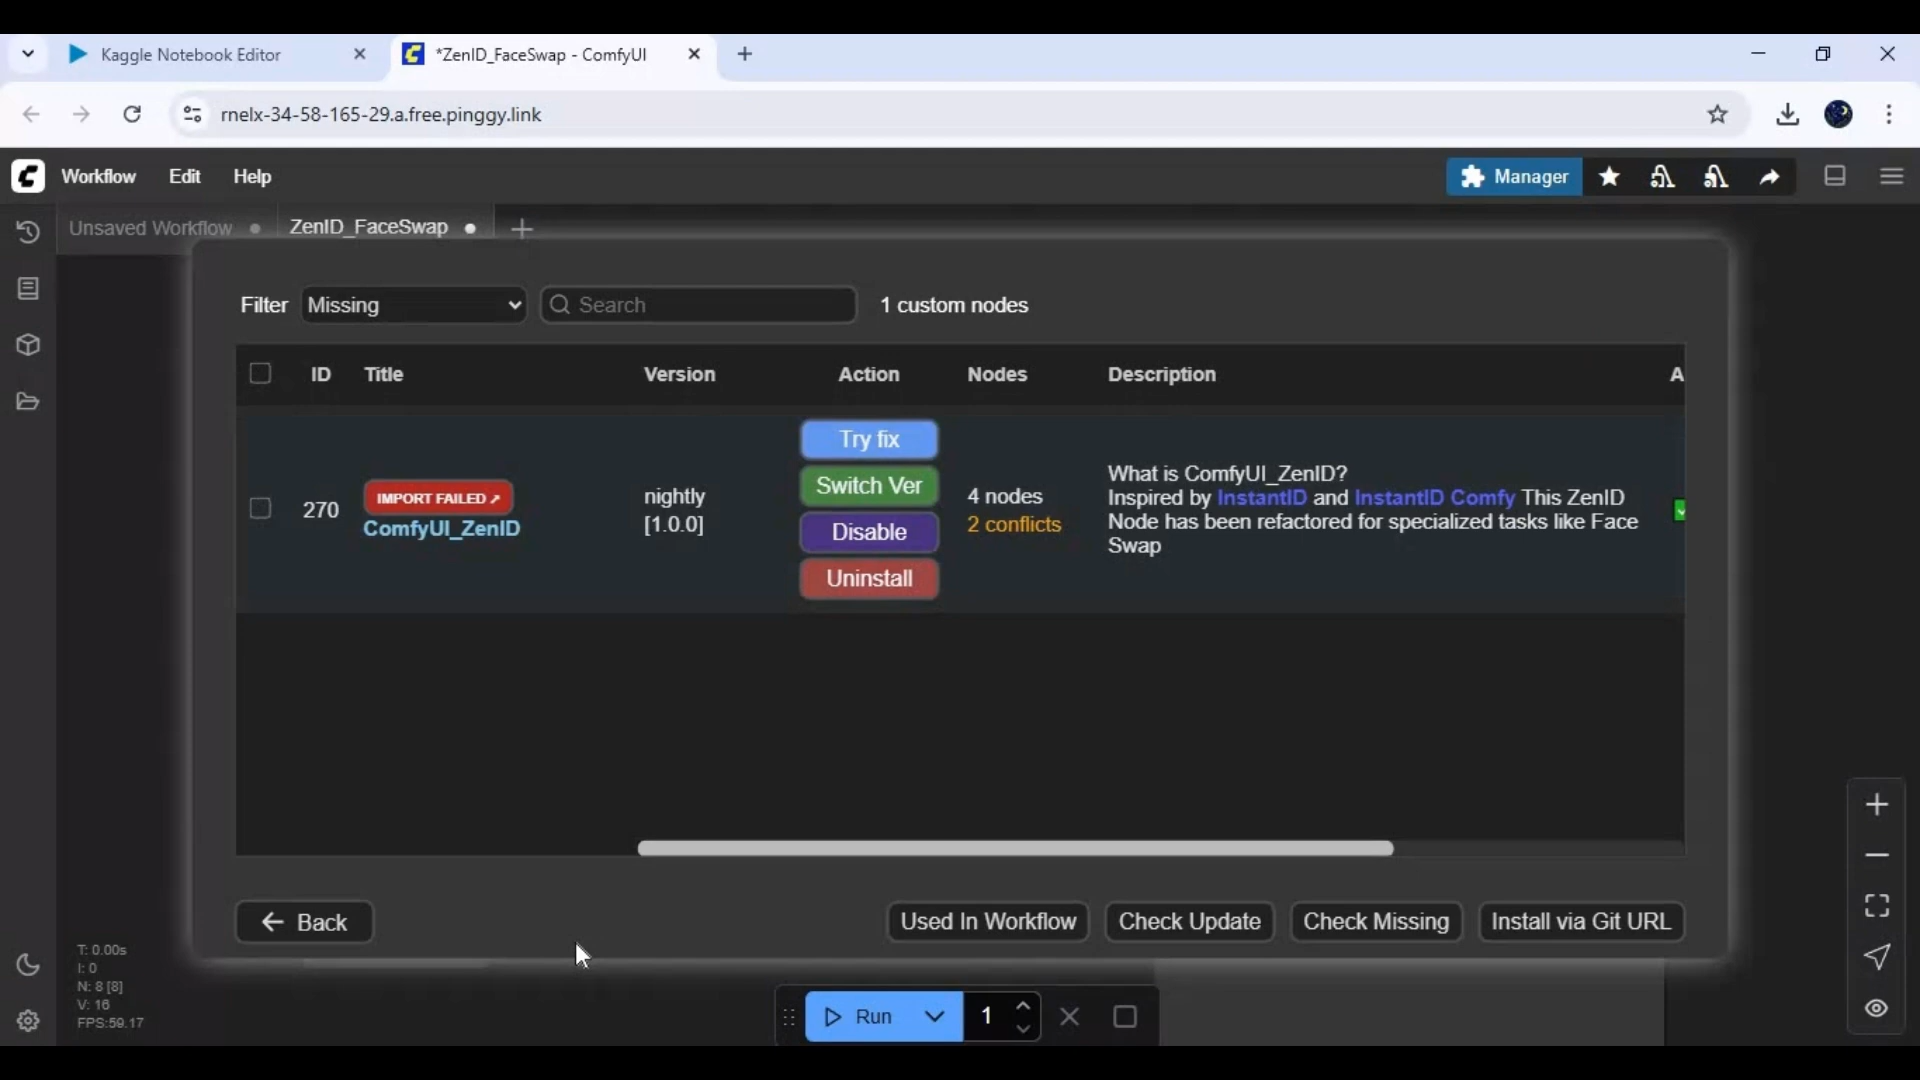 Kaggle Notebook Editor
*ZenID_FaceSwap - ComfyUI
rnelx-34-58-165-29.a.free.pinggy.link
Workflow Edit Help
Manager
Unsaved Workflow
ZenID_FaceSwap
Filter Missing Search 1 custom nodes
ID Title Version Action Nodes Description A
270
IMPORT FAILED
ComfyUI_ZenID
nightly
[1.0.0]
Try fix
Switch Ver
Disable
Uninstall
4 nodes
2 conflicts
What is ComfyUI_ZenID?
Inspired by InstantID and InstantID Comfy This ZenID
Node has been refactored for specialized tasks like Face
Swap
Back
Used In Workflow Check Update Check Missing Install via Git URL
T: 0.00s
I: 0
N: 8 [8]
V: 16
FPS:59.17
Run 1